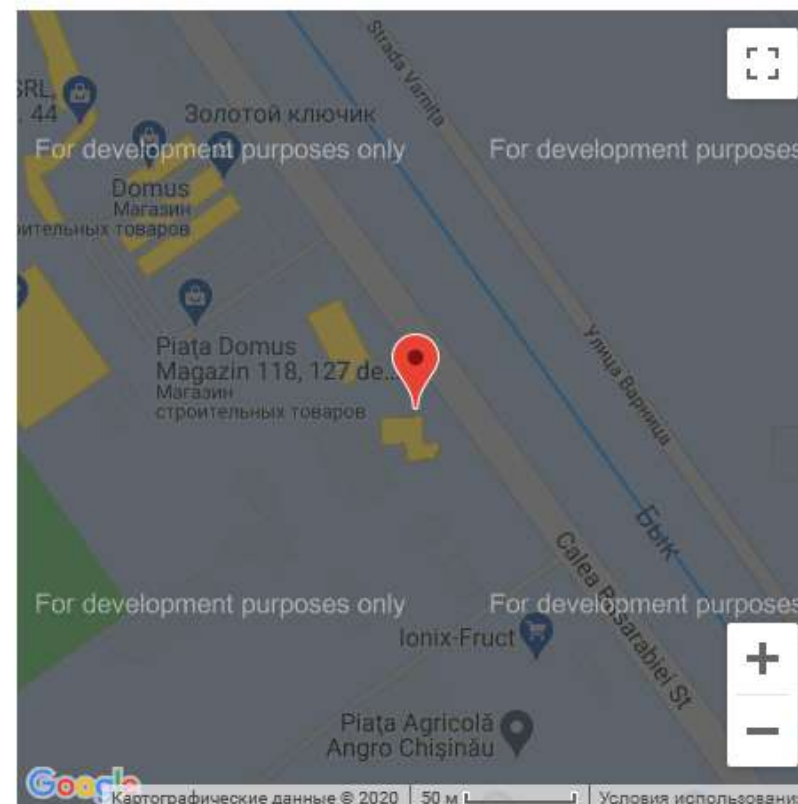 Strada Varnița
SRL,
. 44
Золотой ключик
For development purposes only
For development purposes
Domus
Магазин
ительных товаров
Piața Domus
Magazin 118, 127 de...
Магазин
строительных товаров
Улица Варница
Бык
Calea Basarabiei St
For development purposes only
For development purposes
Ionix-Fruct
Piața Agricolă
Angro Chișinău
Google
Картографические данные © 2020
50 м
Условия использования